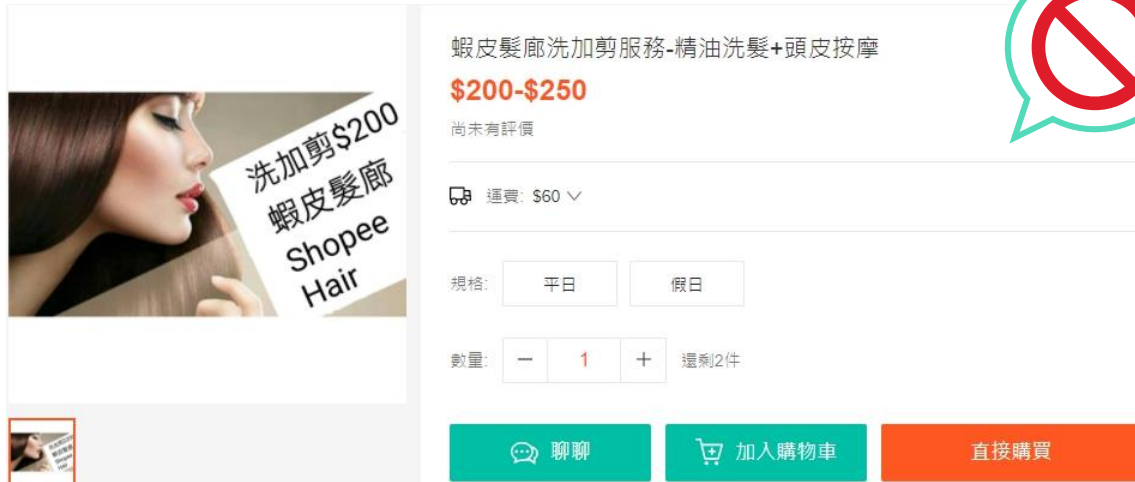 蝦皮髮廊洗加剪服務-精油洗髮+頭皮按摩
$200-$250
尚未有評價
洗加剪$200
蝦皮髮廊
Shopee
Hair
運費: $60
規格: 平日 假日
數量: － 1 ＋ 還剩2件
聊聊 加入購物車 直接購買